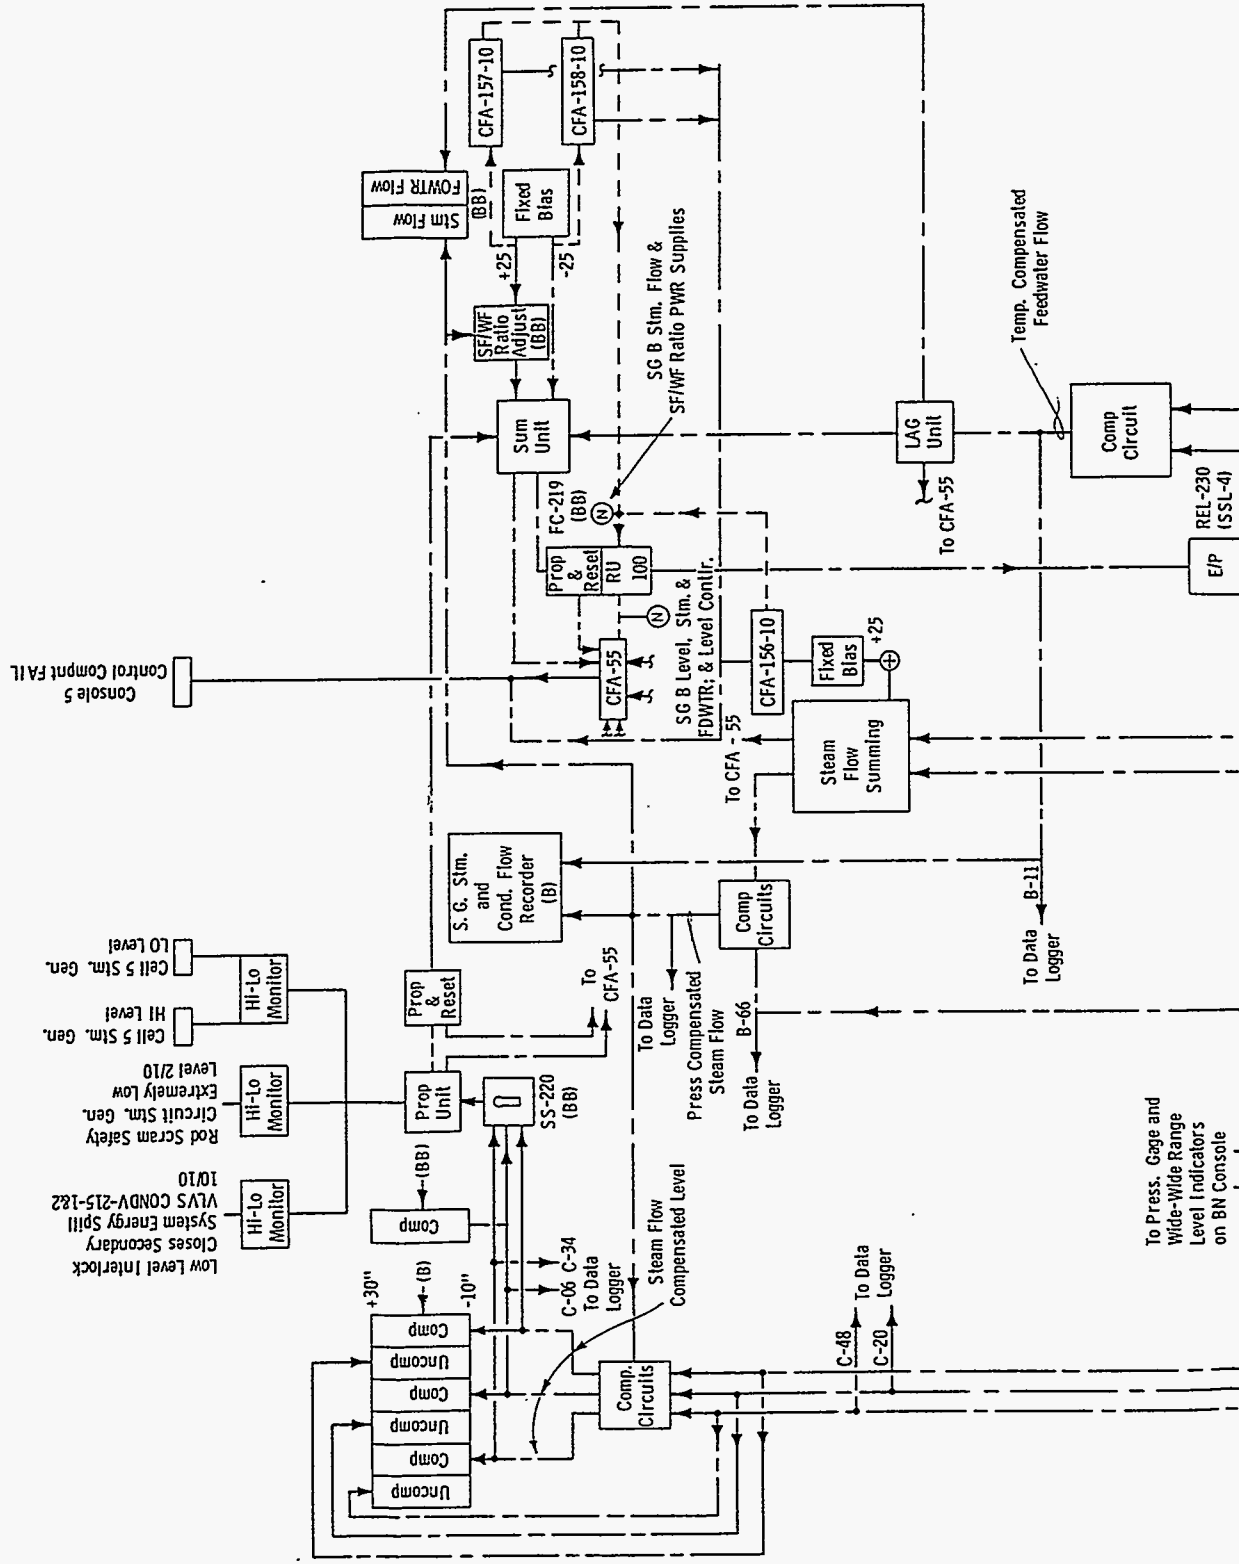 Console 5
Control Compnt FAIL
FOWTR Flow
Stm Flow
(BB)
CFA-157-10
CFA-158-10
Fixed
Bias
+25
-25
SF/WF
Ratio
Adjust
(BB)
Sum
Unit
SG B Stm. Flow &
SF/WF Ratio PWR Supplies
FC-219
(BB)
N
Prop
&
Reset
RU
100
N
CFA-55
SG B Level, Stm. &
FDWTR; & Level Contlr.
LAG
Unit
To CFA-55
Temp. Compensated
Feedwater Flow
Comp
Circuit
REL-230
(SSL-4)
E/P
CFA-156-10
Fixed
Bias
+25
To CFA - 55
Steam
Flow
Summing
Cell 5 Stm. Gen.
LO Level
Cell 5 Stm. Gen.
HI Level
Hi-Lo
Monitor
Rod Scram Safety
Circuit Stm. Gen.
Extremely Low
Level 2/10
Hi-Lo
Monitor
Low Level Interlock
Closes Secondary
System Energy Spill
VLVS CONDV-215-1&2
10/10
Hi-Lo
Monitor
S. G. Stm.
and
Cond. Flow
Recorder
(B)
Prop
&
Reset
To
CFA-55
Prop
Unit
SS-220
(BB)
Comp
Circuits
To Data
Logger
Press Compensated
Steam Flow
B-66
To Data
Logger
B-11
To Data
Logger
(BB)
Comp
+30"
(B)
-10"
Comp
Uncomp
Comp
Uncomp
Comp
Uncomp
C-06 C-34
To Data
Logger
Steam Flow
Compensated Level
Comp.
Circuits
C-48
C-20
To Data
Logger
To Press. Gage and
Wide-Wide Range
Level Indicators
on BN Console